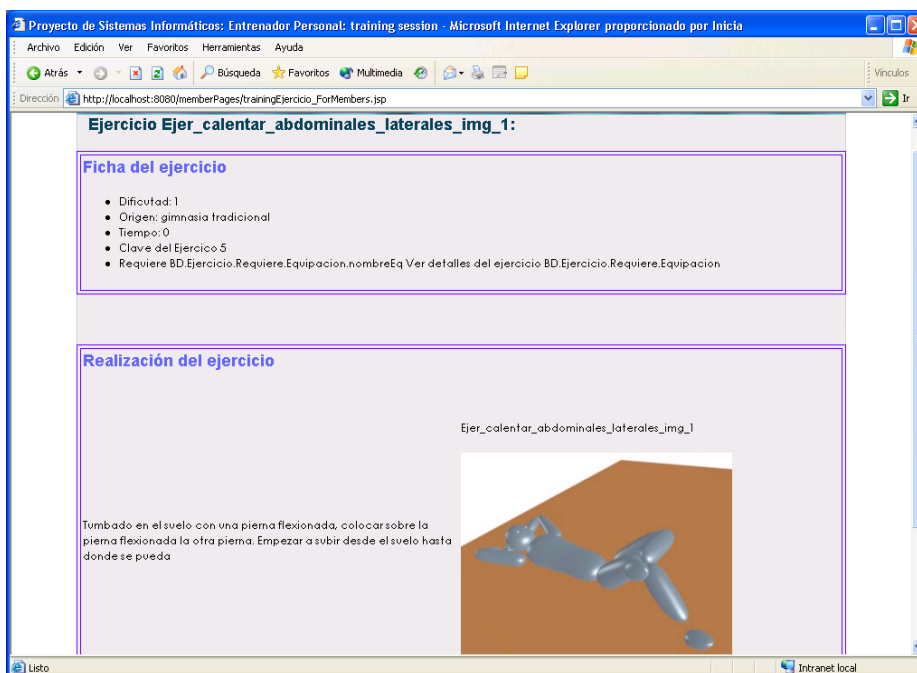 Proyecto de Sistemas Informáticos: Entrenador Personal: training session - Microsoft Internet Explorer proporcionado por Inicia
Archivo Edición Ver Favoritos Herramientas Ayuda
Atrás Búsqueda Favoritos Multimedia Vínculos
Dirección http://localhost:8080/memberPages/trainingEjercicio_ForMembers.jsp Ir
Ejercicio Ejer_calentar_abdominales_laterales_img_1:
Ficha del ejercicio
Dificutad: 1
Origen: gimnasia tradicional
Tiempo: 0
Clave del Ejercico 5
Requiere BD.Ejercicio.Requiere.Equipacion.nombreEq Ver detalles del ejercicio BD.Ejercicio.Requiere.Equipacion
Realización del ejercicio
Ejer_calentar_abdominales_laterales_img_1
Tumbado en el suelo con una pierna flexionada, colocar sobre la
pierna flexionada la otra pierna. Empezar a subir desde el suelo hasta
donde se pueda
Listo Intranet local